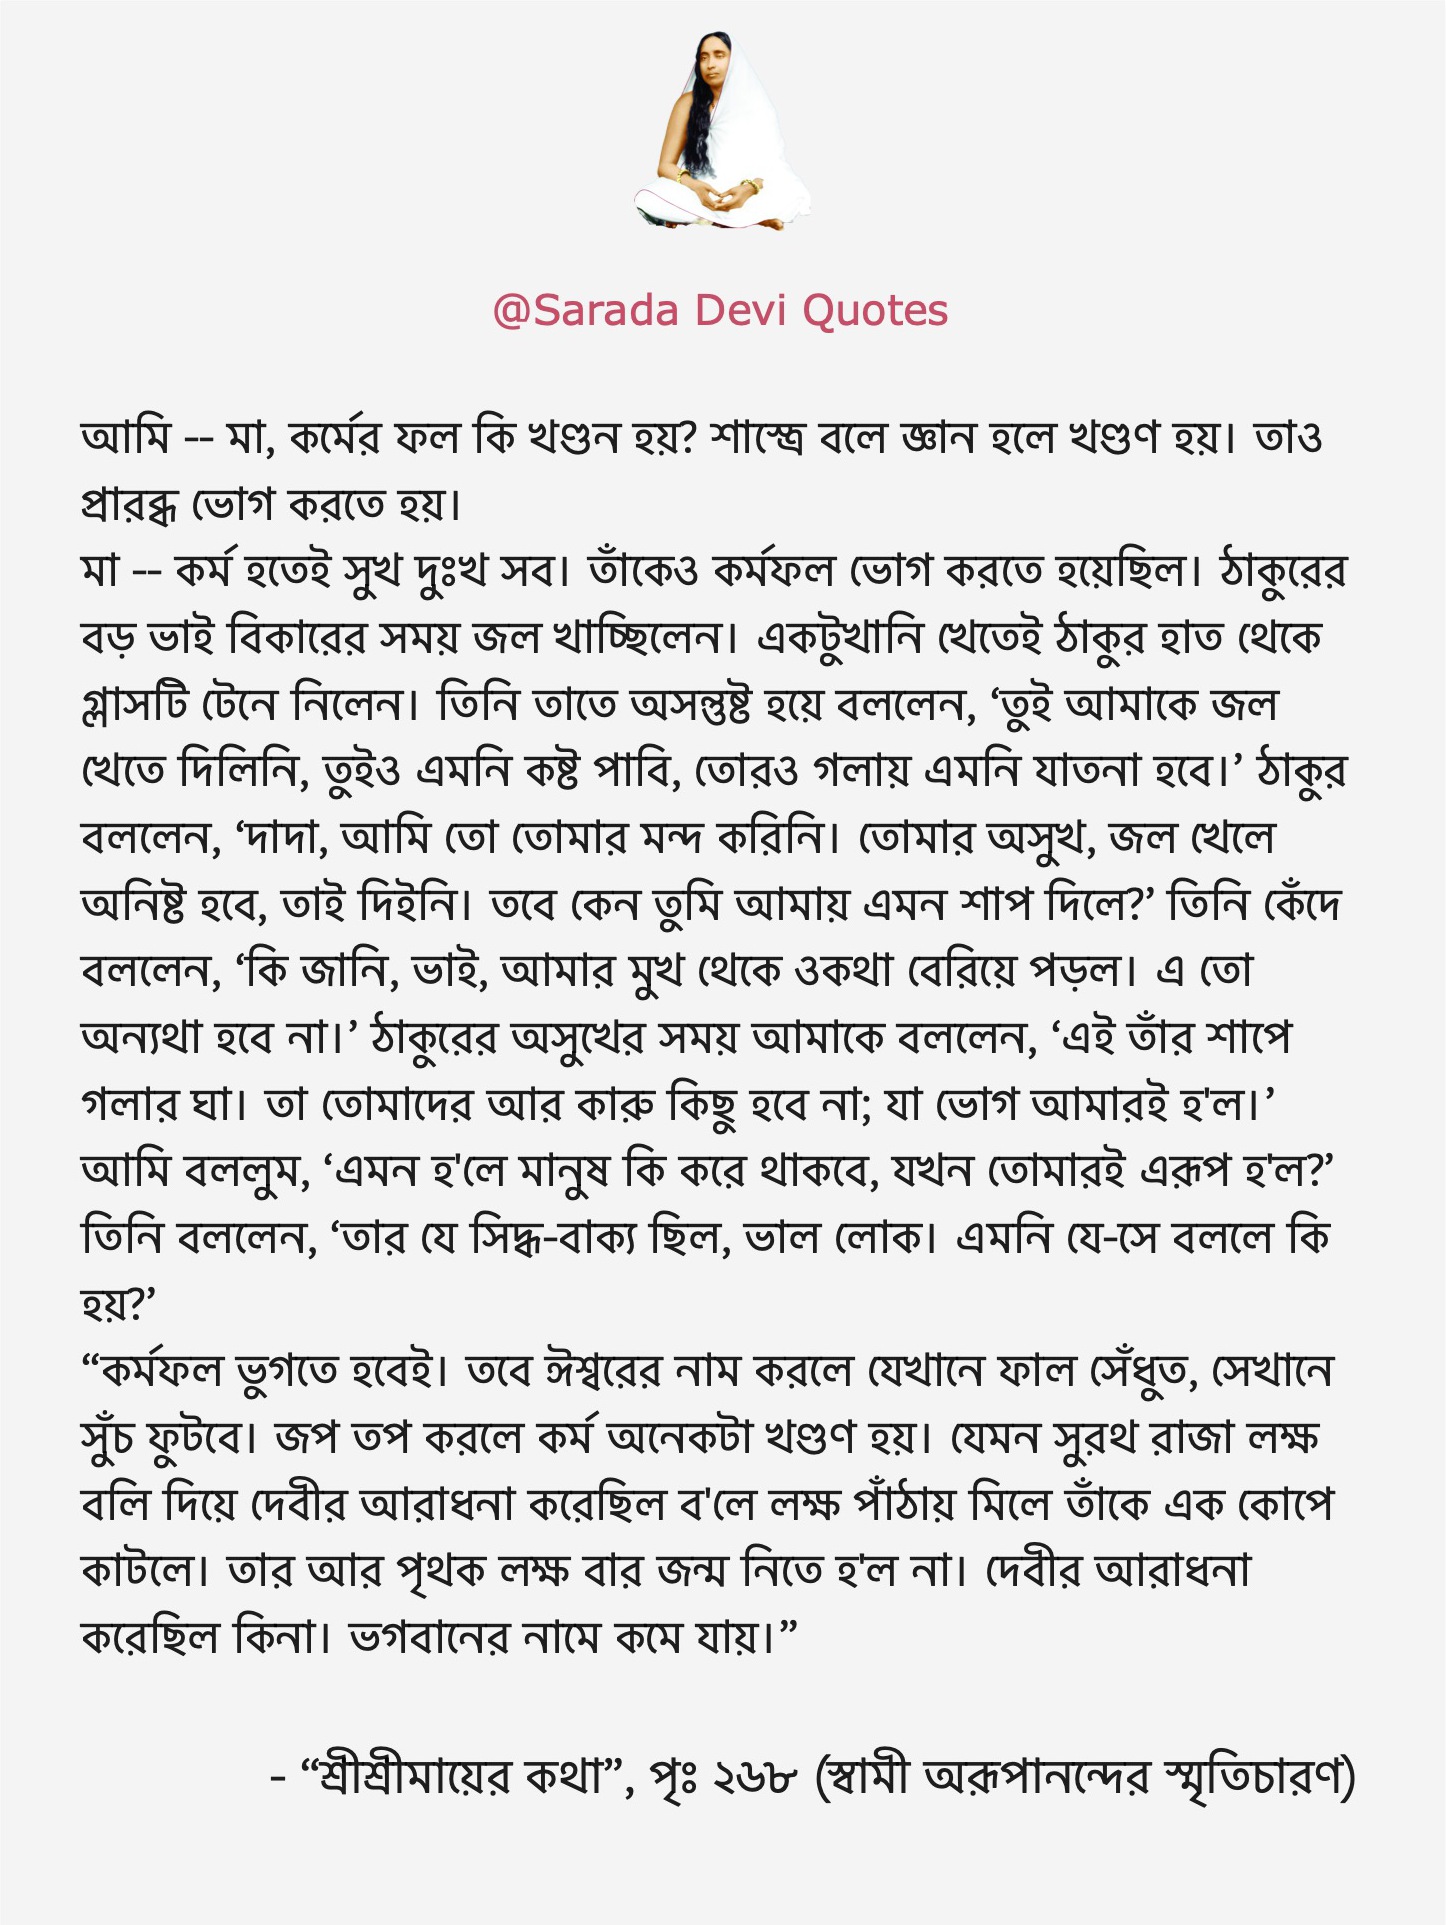 @Sarada Devi Quotes
আমি -- মা, কর্মের ফল কি খণ্ডন হয়? শাস্ত্রে বলে জ্ঞান হলে খণ্ডণ হয়। তাও
প্রারব্ধ ভোগ করতে হয়।
মা -- কর্ম হতেই সুখ দুঃখ সব। তাঁকেও কর্মফল ভোগ করতে হয়েছিল। ঠাকুরের
বড় ভাই বিকারের সময় জল খাচ্ছিলেন। একটুখানি খেতেই ঠাকুর হাত থেকে
গ্লাসটি টেনে নিলেন। তিনি তাতে অসন্তুষ্ট হয়ে বললেন, ‘তুই আমাকে জল
খেতে দিলিনি, তুইও এমনি কষ্ট পাবি, তোরও গলায় এমনি যাতনা হবে।’ ঠাকুর
বললেন, ‘দাদা, আমি তো তোমার মন্দ করিনি। তোমার অসুখ, জল খেলে
অনিষ্ট হবে, তাই দিইনি। তবে কেন তুমি আমায় এমন শাপ দিলে?’ তিনি কেঁদে
বললেন, ‘কি জানি, ভাই, আমার মুখ থেকে ওকথা বেরিয়ে পড়ল। এ তো
অন্যথা হবে না।’ ঠাকুরের অসুখের সময় আমাকে বললেন, ‘এই তাঁর শাপে
গলার ঘা। তা তোমাদের আর কারু কিছু হবে না; যা ভোগ আমারই হ'ল।’
আমি বললুম, ‘এমন হ'লে মানুষ কি করে থাকবে, যখন তোমারই এরূপ হ'ল?’
তিনি বললেন, ‘তার যে সিদ্ধ-বাক্য ছিল, ভাল লোক। এমনি যে-সে বললে কি
হয়?’
“কর্মফল ভুগতে হবেই। তবে ঈশ্বরের নাম করলে যেখানে ফাল সেঁধুত, সেখানে
সুঁচ ফুটবে। জপ তপ করলে কর্ম অনেকটা খণ্ডণ হয়। যেমন সুরথ রাজা লক্ষ
বলি দিয়ে দেবীর আরাধনা করেছিল ব'লে লক্ষ পাঁঠায় মিলে তাঁকে এক কোপে
কাটলে। তার আর পৃথক লক্ষ বার জন্ম নিতে হ'ল না। দেবীর আরাধনা
করেছিল কিনা। ভগবানের নামে কমে যায়।”
- “শ্রীশ্রীমায়ের কথা”, পৃঃ ২৬৮ (স্বামী অরূপানন্দের স্মৃতিচারণ)